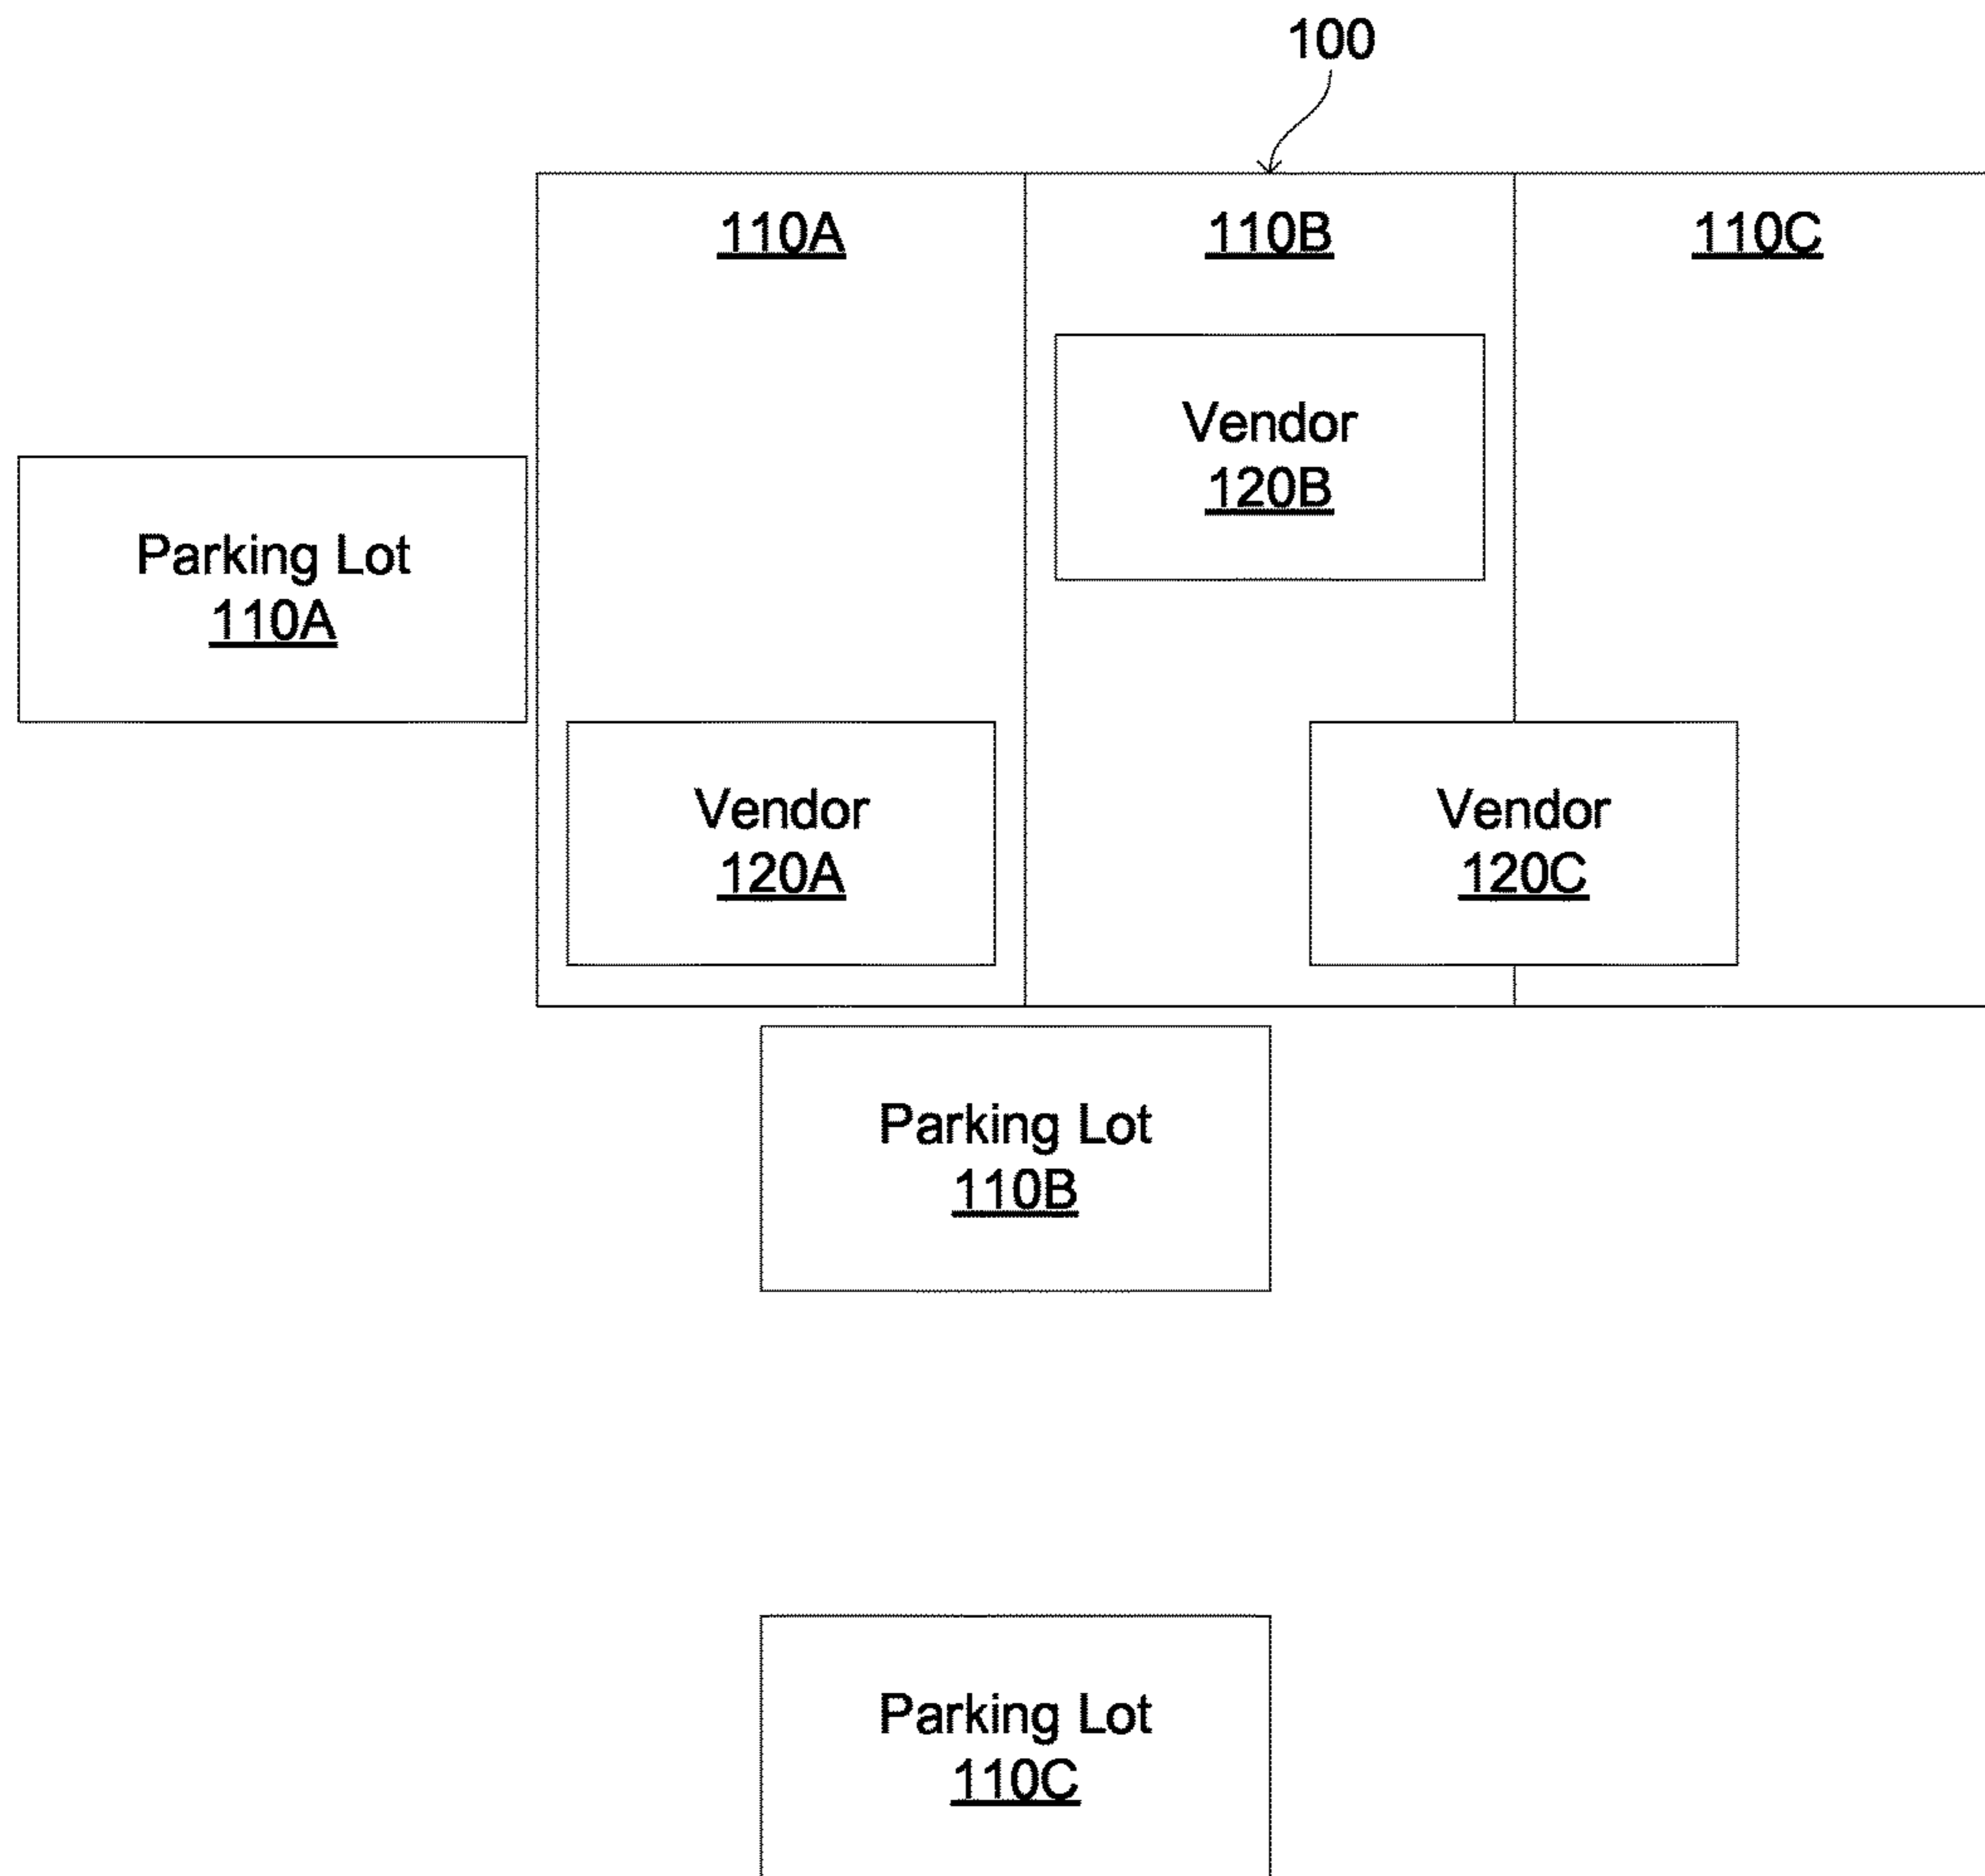 100
110A
110B
110C
Vendor
120B
Parking Lot
110A
Vendor
120A
Vendor
120C
Parking Lot
110B
Parking Lot
110C